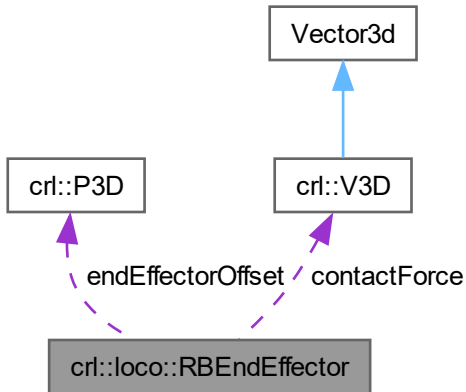 Vector3d
crl::P3D
crl::V3D
endEffectorOffset
contactForce
crl::loco::RBEndEffector